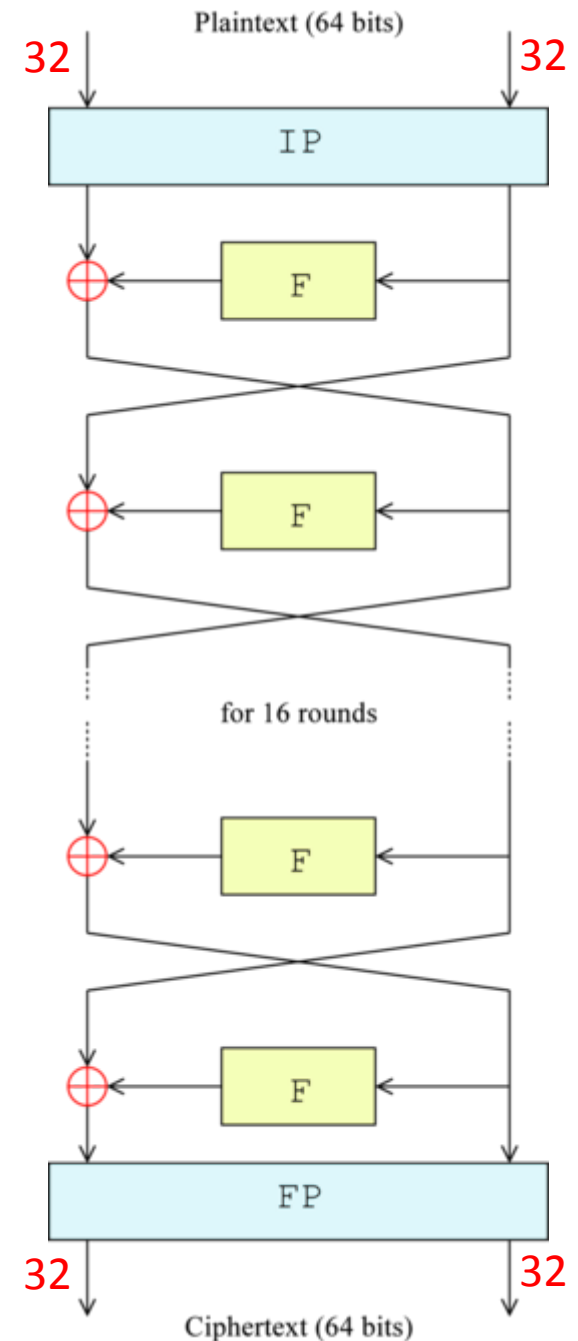 Plaintext (64 bits)
32
32
IP
F
F
for 16 rounds
F
F
FP
32
32
Ciphertext (64 bits)